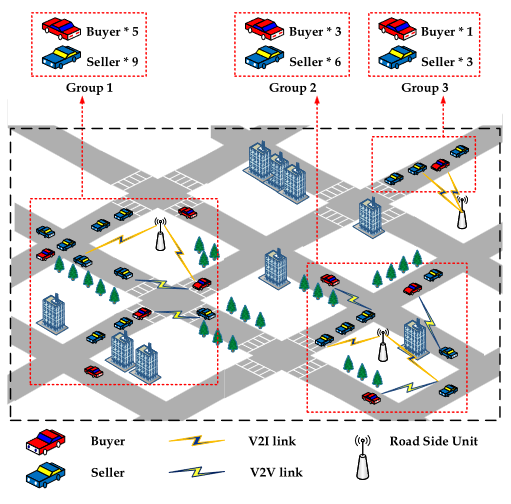 Buyer * 5
Seller * 9
Group 1
Buyer * 3
Seller * 6
Group 2
Buyer * 1
Seller * 3
Group 3
Buyer
V2I link
Road Side Unit
Seller
V2V link